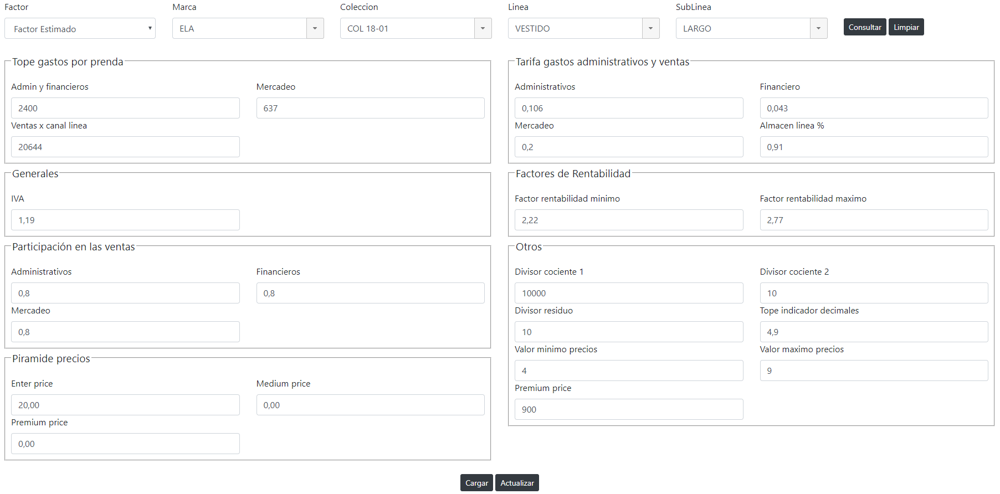 Factor Marca Coleccion Linea SubLinea
Factor Estimado ELA COL 18-01 VESTIDO LARGO Consultar Limpiar
Tope gastos por prenda
Admin y financieros Mercadeo
2400 637
Ventas x canal linea
20644
Tarifa gastos administrativos y ventas
Administrativos Financiero
0,106 0,043
Mercadeo Almacen linea %
0,2 0,91
Generales
IVA
1,19
Factores de Rentabilidad
Factor rentabilidad minimo Factor rentabilidad maximo
2,22 2,77
Participación en las ventas
Administrativos Financieros
0,8 0,8
Mercadeo
0,8
Otros
Divisor cociente 1 Divisor cociente 2
10000 10
Divisor residuo Tope indicador decimales
10 4,9
Valor minimo precios Valor maximo precios
4 9
Premium price
900
Piramide precios
Enter price Medium price
20,00 0,00
Premium price
0,00
Cargar Actualizar